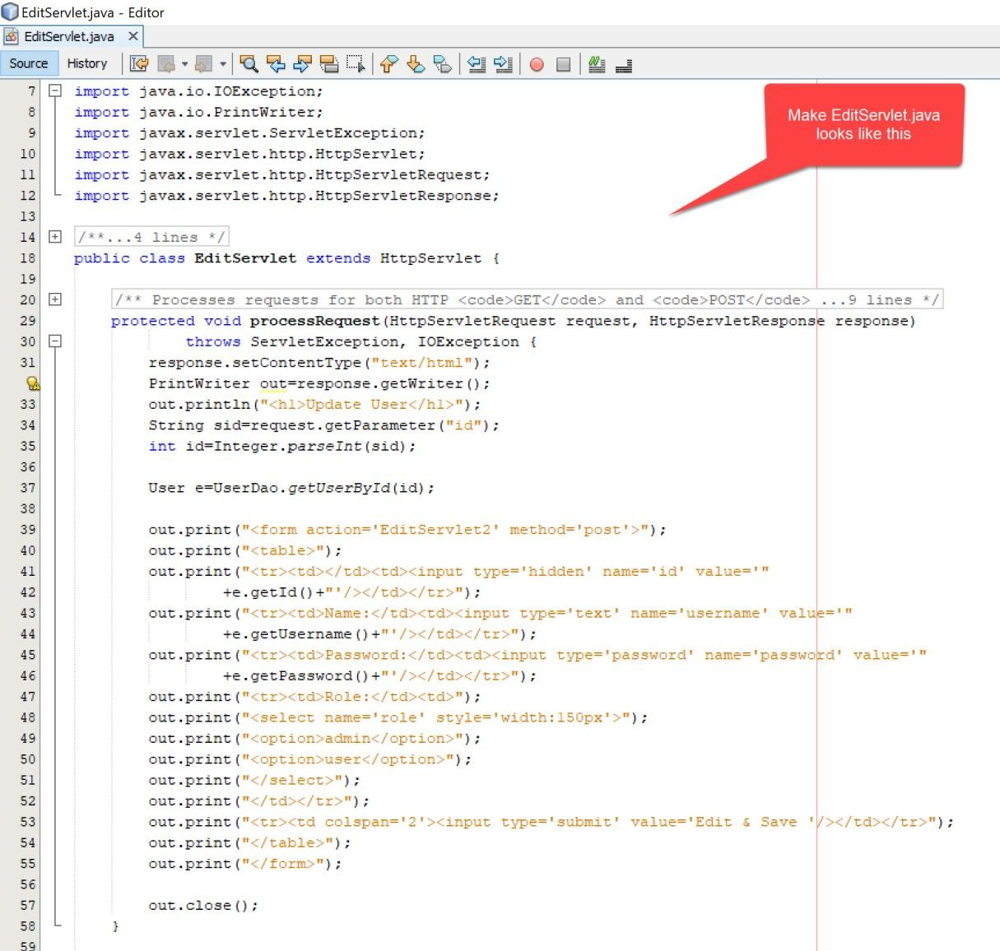 EditServlet.java - Editor
EditServlet.java
Source History
Make EditServlet.java
looks like this
7 import java.io.IOException;
8 import java.io.PrintWriter;
9 import javax.servlet.ServletException;
10 import javax.servlet.http.HttpServlet;
11 import javax.servlet.http.HttpServletRequest;
12 import javax.servlet.http.HttpServletResponse;
13
14 /**...4 lines */
18 public class EditServlet extends HttpServlet {
19
20 /** Processes requests for both HTTP <code>GET</code> and <code>POST</code> ...9 lines */
29 protected void processRequest(HttpServletRequest request, HttpServletResponse response)
30 throws ServletException, IOException {
31 response.setContentType("text/html");
PrintWriter out=response.getWriter();
33 out.println("<h1>Update User</h1>");
34 String sid=request.getParameter("id");
35 int id=Integer.parseInt(sid);
36
37 User e=UserDao.getUserById(id);
38
39 out.print("<form action='EditServlet2' method='post'>");
40 out.print("<table>");
41 out.print("<tr><td></td><td><input type='hidden' name='id' value='"
42 +e.getId()+"'/></td></tr>");
43 out.print("<tr><td>Name:</td><td><input type='text' name='username' value='"
44 +e.getUsername()+"'/></td></tr>");
45 out.print("<tr><td>Password:</td><td><input type='password' name='password' value='"
46 +e.getPassword()+"'/></td></tr>");
47 out.print("<tr><td>Role:</td><td>");
48 out.print("<select name='role' style='width:150px'>");
49 out.print("<option>admin</option>");
50 out.print("<option>user</option>");
51 out.print("</select>");
52 out.print("</td></tr>");
53 out.print("<tr><td colspan='2'><input type='submit' value='Edit & Save '/></td></tr>");
54 out.print("</table>");
55 out.print("</form>");
56
57 out.close();
58 }
59